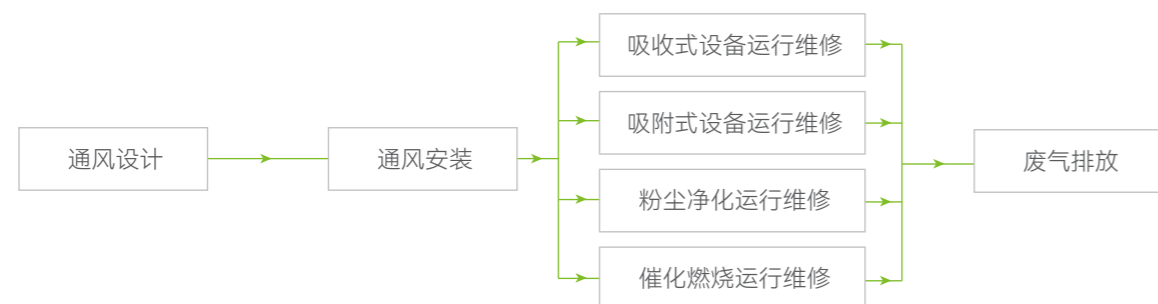 通风设计
通风安装
吸收式设备运行维修
吸附式设备运行维修
粉尘净化运行维修
催化燃烧运行维修
废气排放